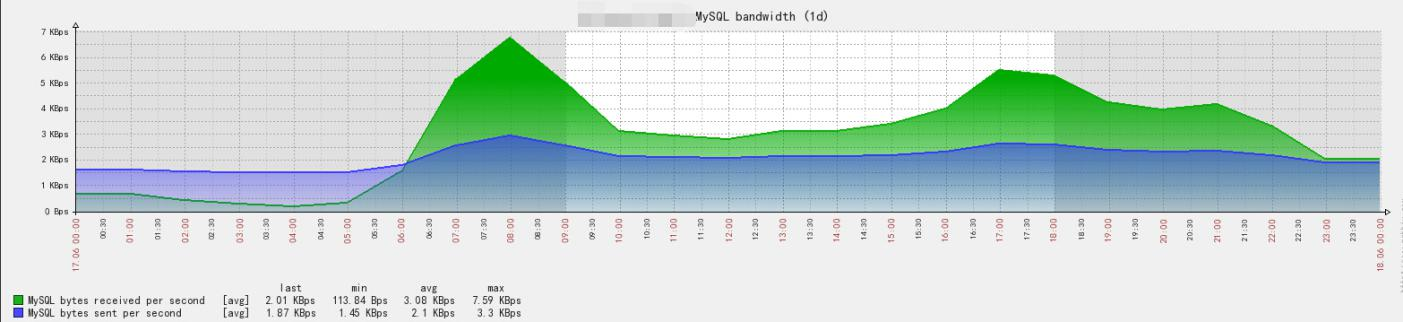 MySQL bandwidth (1d)
7 KBps
6 KBps
5 KBps
4 KBps
3 KBps
2 KBps
1 KBps
0 Bps
17.06 00:00 00:30 01:00 01:30 02:00 02:30 03:00 03:30 04:00 04:30 05:00 05:30 06:00 06:30 07:00 07:30 08:00 08:30 09:00 09:30 10:00 10:30 11:00 11:30 12:00 12:30 13:00 13:30 14:00 14:30 15:00 15:30 16:00 16:30 17:00 17:30 18:00 18:30 19:00 19:30 20:00 20:30 21:00 21:30 22:00 22:30 23:00 23:30 18.06 00:00
last min avg max
MySQL bytes received per second [avg] 2.01 KBps 113.84 Bps 3.08 KBps 7.59 KBps
MySQL bytes sent per second [avg] 1.87 KBps 1.45 KBps 2.1 KBps 3.3 KBps